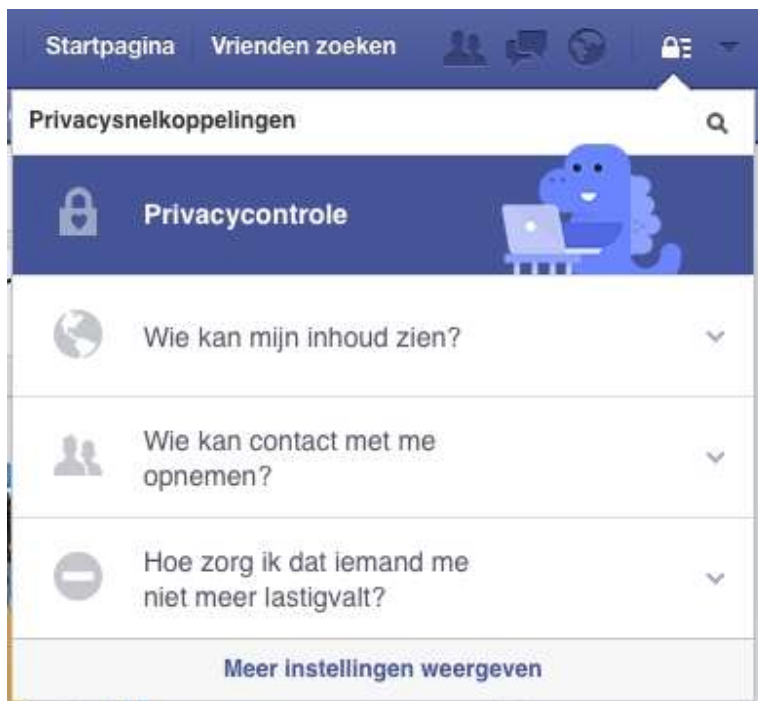 Startpagina Vrienden zoeken
Privacysnelkoppelingen
Privacycontrole
Wie kan mijn inhoud zien?
Wie kan contact met me
opnemen?
Hoe zorg ik dat iemand me
niet meer lastigvalt?
Meer instellingen weergeven